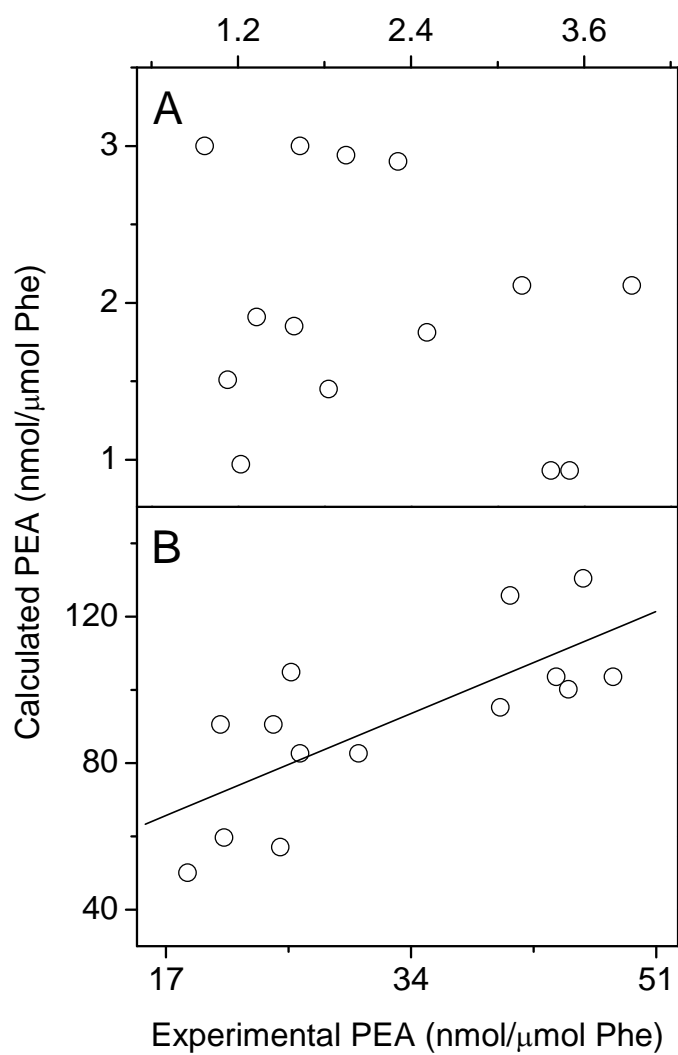 1.2 2.4 3.6
A
3
2
1
Calculated PEA (nmol/μmol Phe)
B
120
80
40
17 34 51
Experimental PEA (nmol/μmol Phe)